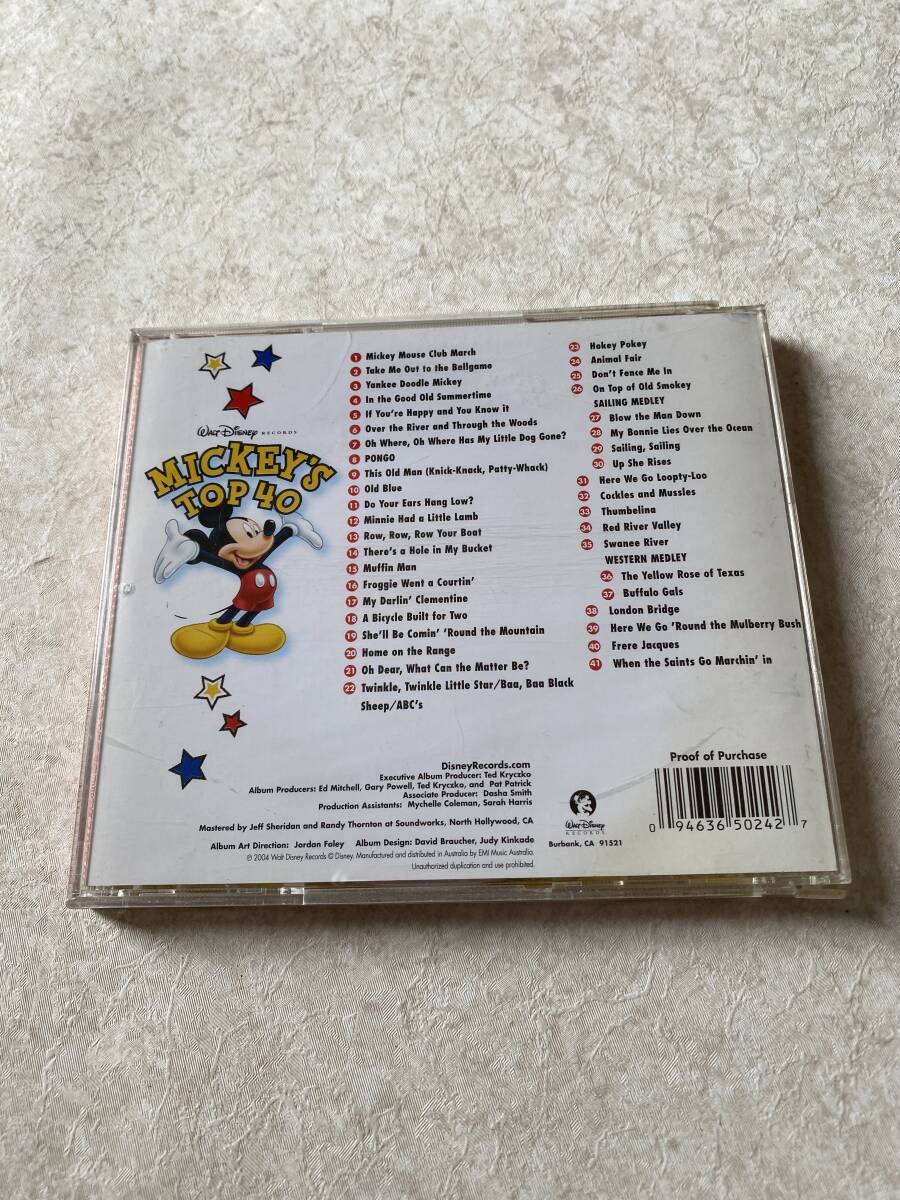 Walt Disney RECORDS
MICKEY'S
TOP 40
1 Mickey Mouse Club March
2 Take Me Out to the Ballgame
3 Yankee Doodle Mickey
4 In the Good Old Summertime
5 If You're Happy and You Know it
6 Over the River and Through the Woods
7 Oh Where, Oh Where Has My Little Dog Gone?
8 PONGO
9 This Old Man (Knick-Knack, Patty-Whack)
10 Old Blue
11 Do Your Ears Hang Low?
12 Minnie Had a Little Lamb
13 Row, Row, Row Your Boat
14 There's a Hole in My Bucket
15 Muffin Man
16 Froggie Went a Courtin'
17 My Darlin' Clementine
18 A Bicycle Built for Two
19 She'll Be Comin' 'Round the Mountain
20 Home on the Range
21 Oh Dear, What Can the Matter Be?
22 Twinkle, Twinkle Little Star/Baa, Baa Black
Sheep/ABC's
23 Hokey Pokey
24 Animal Fair
25 Don't Fence Me In
26 On Top of Old Smokey
SAILING MEDLEY
27 Blow the Man Down
28 My Bonnie Lies Over the Ocean
29 Sailing, Sailing
30 Up She Rises
31 Here We Go Loopty-Loo
32 Cockles and Mussles
33 Thumbelina
34 Red River Valley
35 Swanee River
WESTERN MEDLEY
36 The Yellow Rose of Texas
37 Buffalo Gals
38 London Bridge
39 Here We Go 'Round the Mulberry Bush
40 Frere Jacques
41 When the Saints Go Marchin' in
DisneyRecords.com
Executive Album Producer: Ted Kryczko
Album Producers: Ed Mitchell, Gary Powell, Ted Kryczko, and Pat Patrick
Associate Producer: Dasha Smith
Production Assistants: Mychelle Coleman, Sarah Harris
Mastered by Jeff Sheridan and Randy Thornton at Soundworks, North Hollywood, CA
Album Art Direction: Jordan Foley Album Design: David Braucher, Judy Kinkade
℗ 2004 Walt Disney Records © Disney. Manufactured and distributed in Australia by EMI Music Australia.
Unauthorized duplication and use prohibited.
Walt Disney
RECORDS
Burbank, CA 91521
Proof of Purchase
0 94636 50242 7